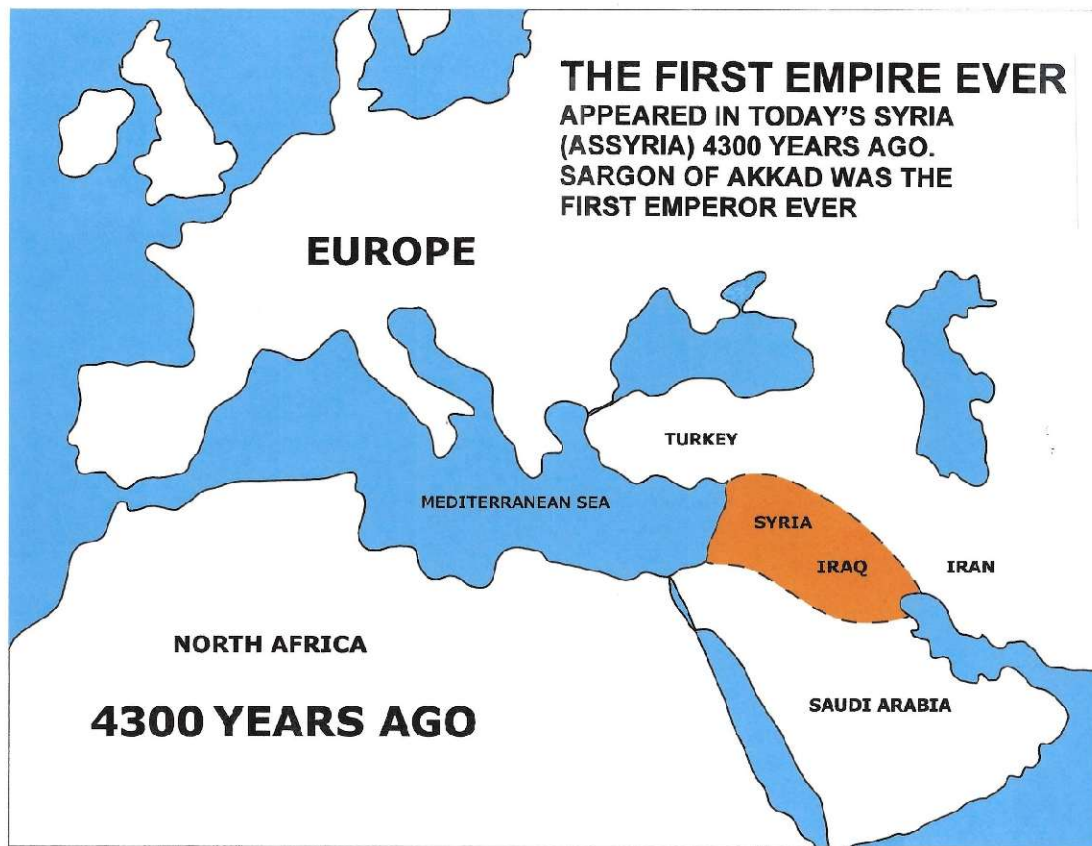 THE FIRST EMPIRE EVER
APPEARED IN TODAY'S SYRIA
(ASSYRIA) 4300 YEARS AGO.
SARGON OF AKKAD WAS THE
FIRST EMPEROR EVER
EUROPE
TURKEY
MEDITERRANEAN SEA
SYRIA
IRAQ
IRAN
NORTH AFRICA
SAUDI ARABIA
4300 YEARS AGO